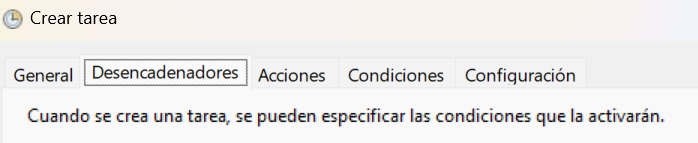 Crear tarea
General Desencadenadores Acciones Condiciones Configuración
Cuando se crea una tarea, se pueden especificar las condiciones que la activarán.